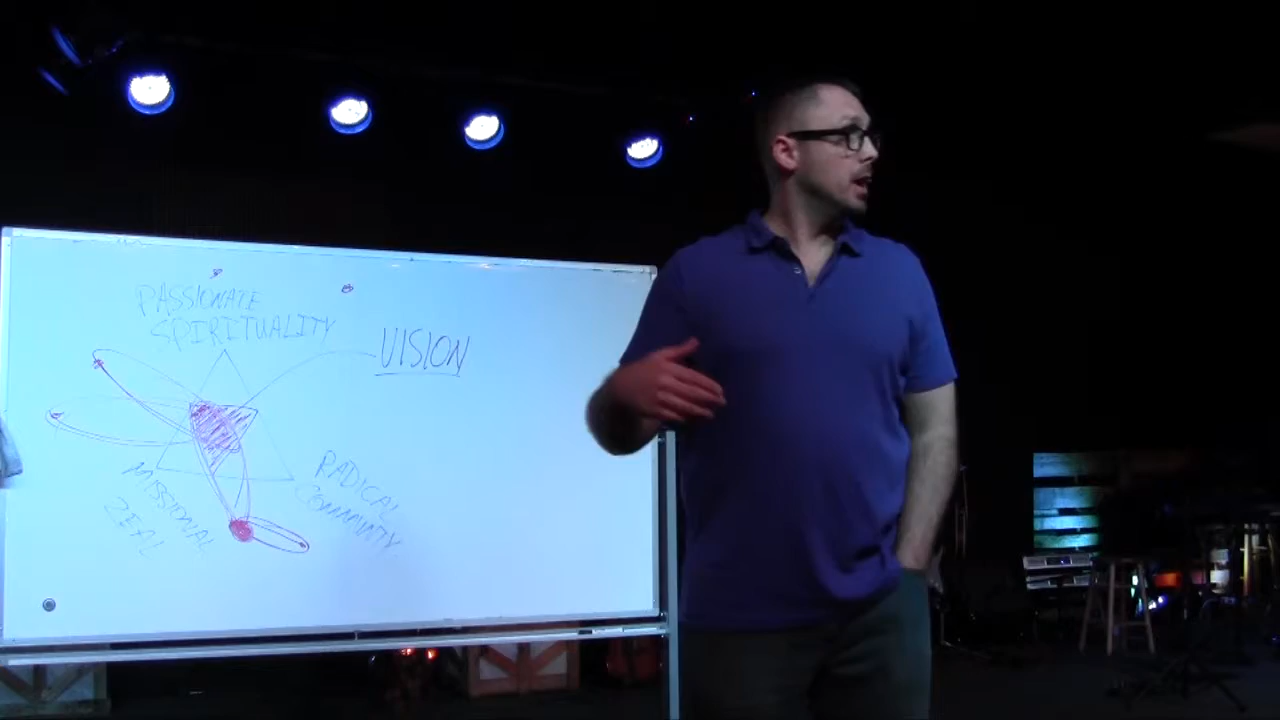 PASSIONATE
SPIRITUALITY
VISION
RADICAL
COMMUNITY
MISSIONAL
ZEAL